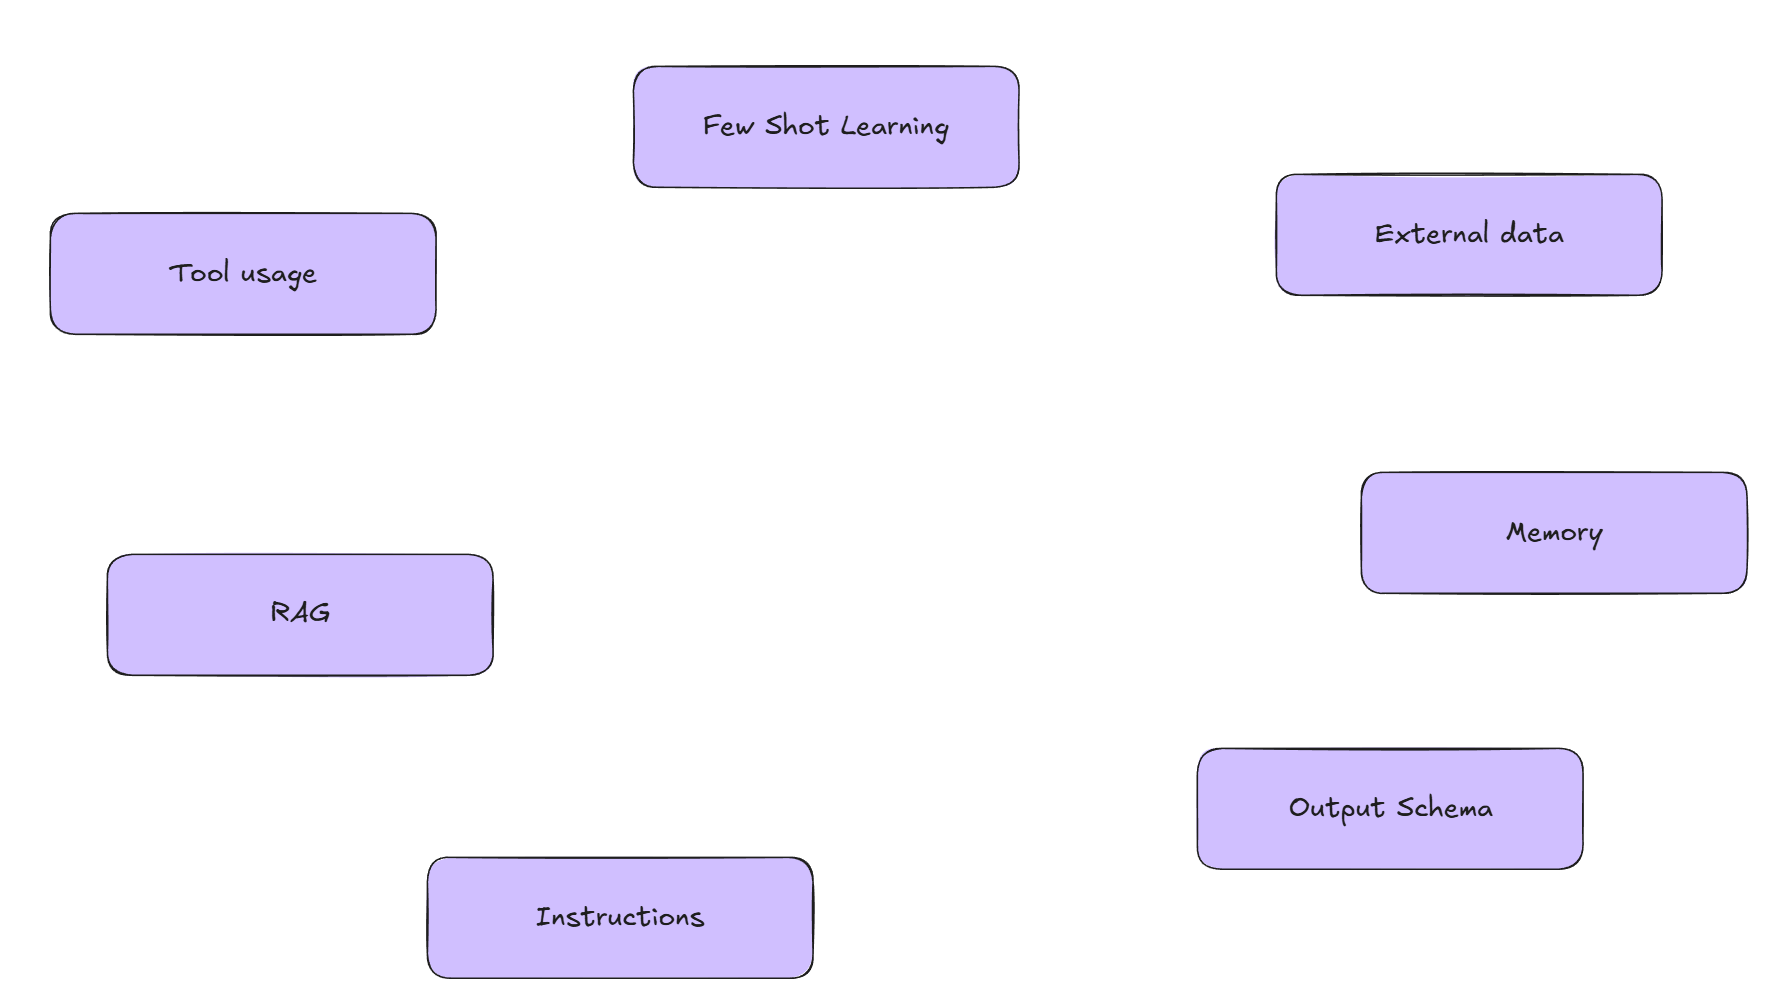 Few Shot Learning
External data
Tool usage
Memory
RAG
Output Schema
Instructions